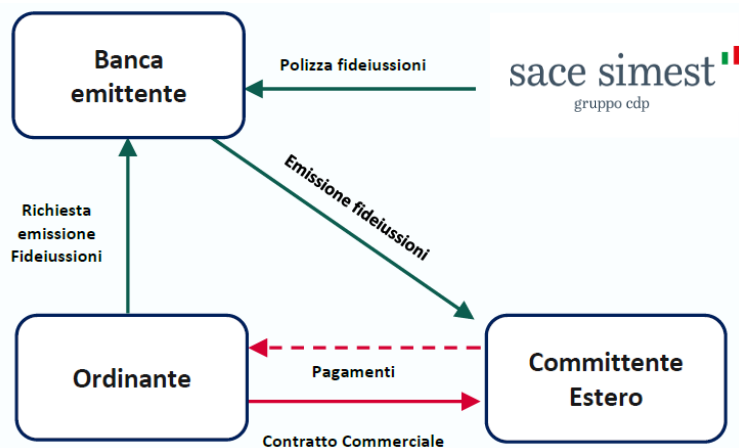 Banca
emittente
Polizza fideiussioni
sace simest
gruppo cdp
Emissione fideiussioni
Richiesta
emissione
Fideiussioni
Ordinante
Pagamenti
Committente
Estero
Contratto Commerciale